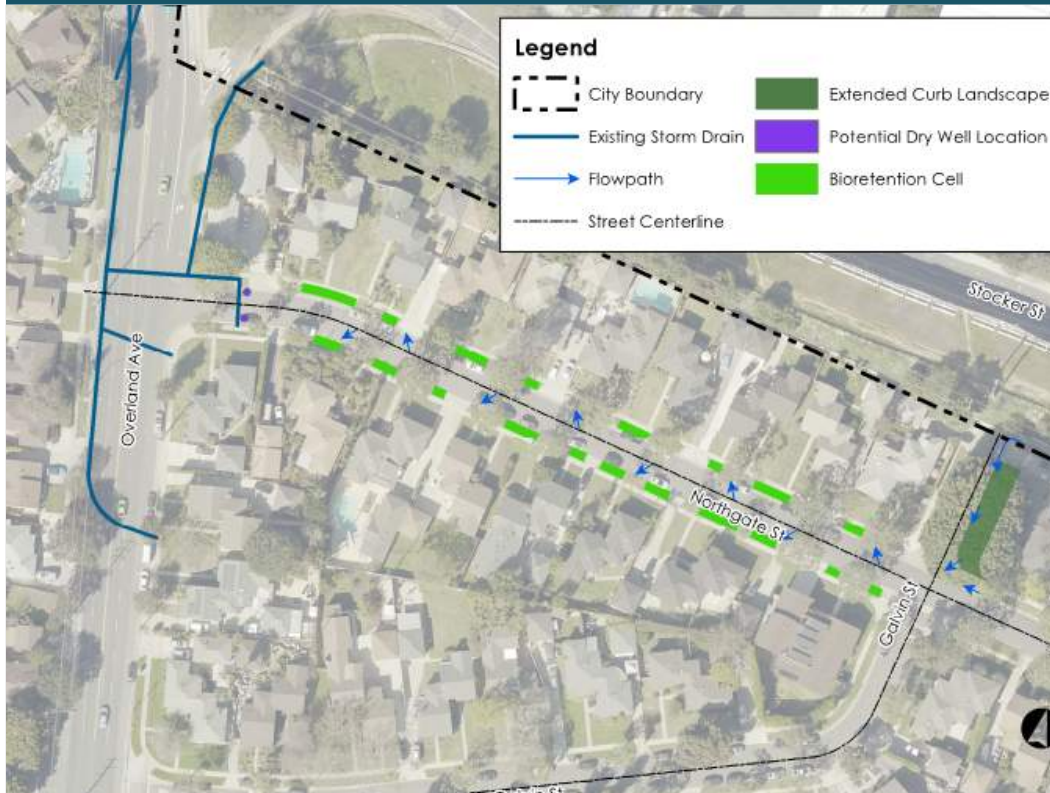 Legend
City Boundary
Extended Curb Landscape
Existing Storm Drain
Potential Dry Well Location
Flowpath
Bioretention Cell
Street Centerline
Stocker St
Overland Ave
Northgate St
Galvin St